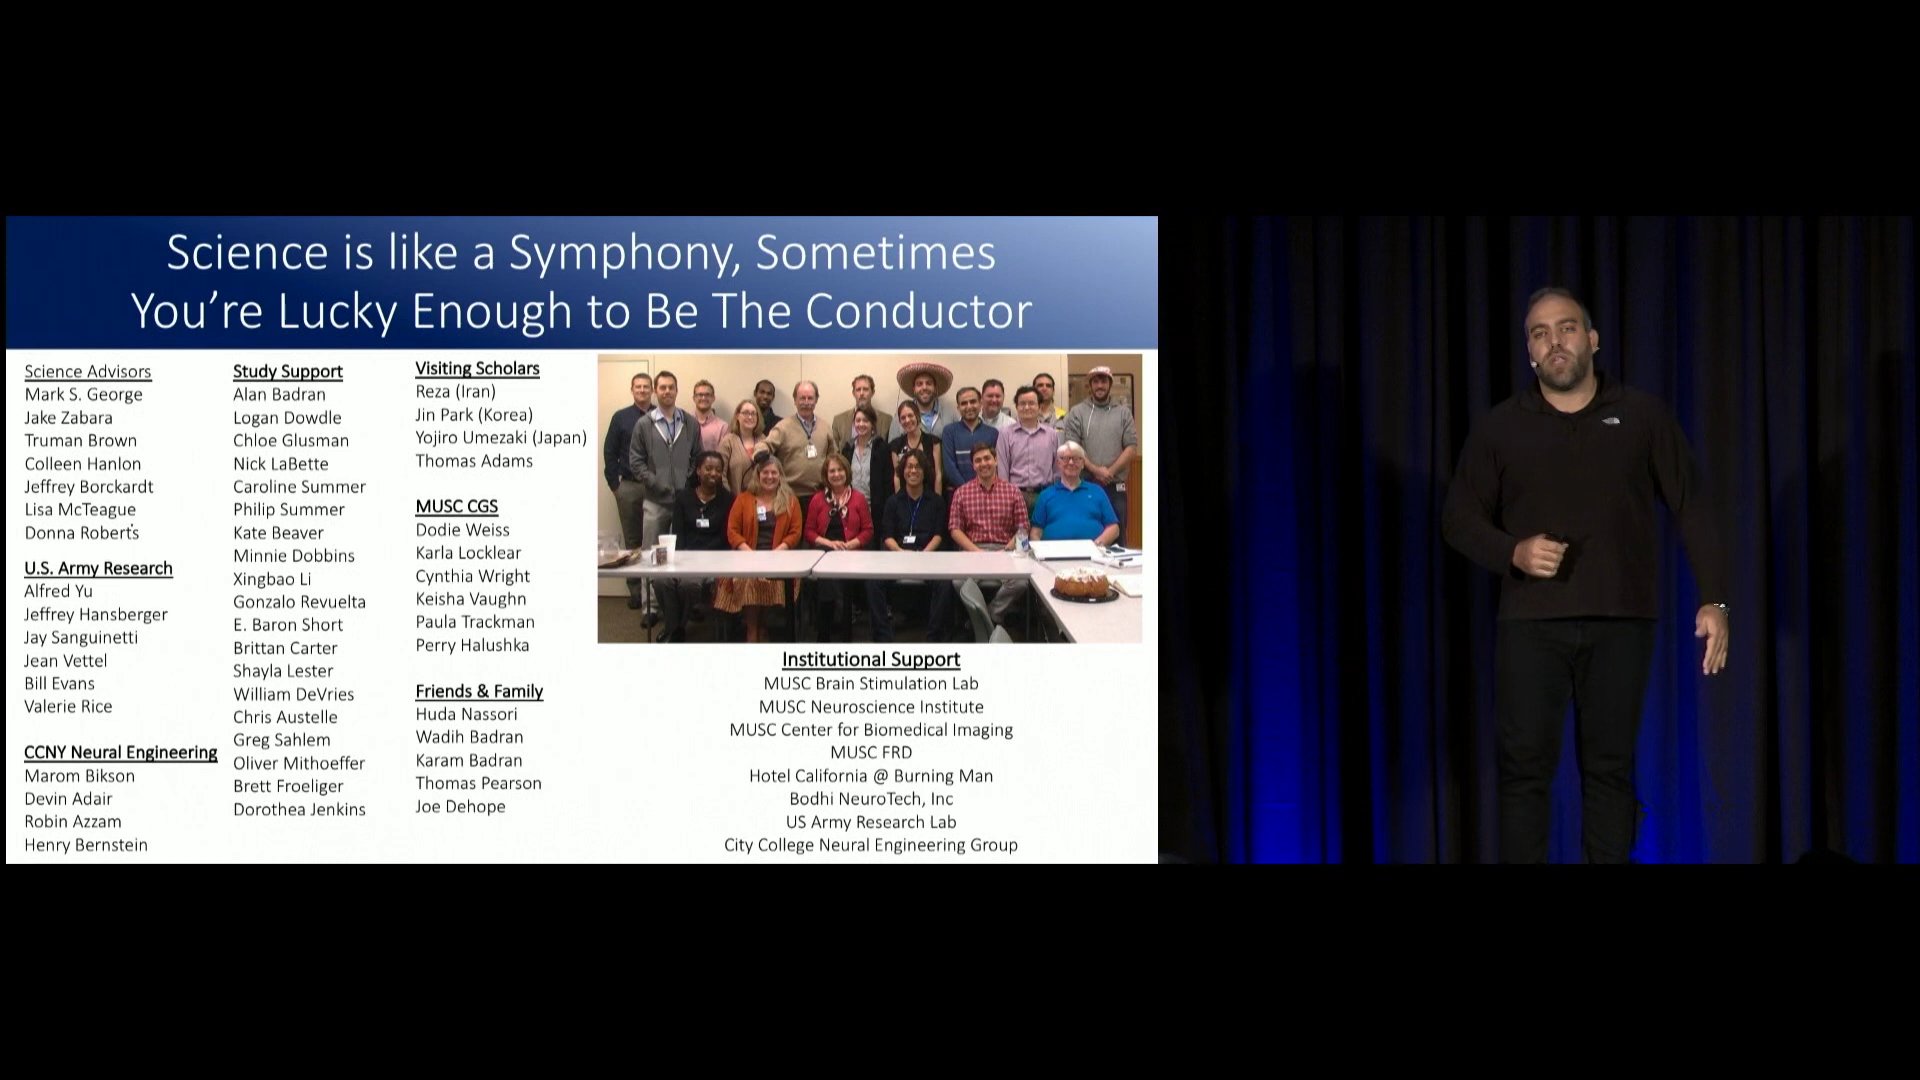 Science is like a Symphony, Sometimes
You're Lucky Enough to Be The Conductor
Science Advisors
Mark S. George
Jake Zabara
Truman Brown
Colleen Hanlon
Jeffrey Borckardt
Lisa McTeague
Donna Roberts
U.S. Army Research
Alfred Yu
Jeffrey Hansberger
Jay Sanguinetti
Jean Vettel
Bill Evans
Valerie Rice
CCNY Neural Engineering
Marom Bikson
Devin Adair
Robin Azzam
Henry Bernstein
Study Support
Alan Badran
Logan Dowdle
Chloe Glusman
Nick LaBette
Caroline Summer
Philip Summer
Kate Beaver
Minnie Dobbins
Xingbao Li
Gonzalo Revuelta
E. Baron Short
Brittan Carter
Shayla Lester
William DeVries
Chris Austelle
Greg Sahlem
Oliver Mithoeffer
Brett Froeliger
Dorothea Jenkins
Visiting Scholars
Reza (Iran)
Jin Park (Korea)
Yojiro Umezaki (Japan)
Thomas Adams
MUSC CGS
Dodie Weiss
Karla Locklear
Cynthia Wright
Keisha Vaughn
Paula Trackman
Perry Halushka
Friends & Family
Huda Nassori
Wadih Badran
Karam Badran
Thomas Pearson
Joe Dehope
Institutional Support
MUSC Brain Stimulation Lab
MUSC Neuroscience Institute
MUSC Center for Biomedical Imaging
MUSC FRD
Hotel California @ Burning Man
Bodhi NeuroTech, Inc
US Army Research Lab
City College Neural Engineering Group